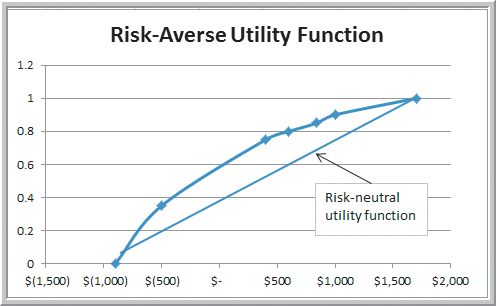 Risk-Averse Utility Function
1.2
1
0.8
0.6
0.4
0.2
0
Risk-neutral
utility function
$(1,500) $(1,000) $(500) $- $500 $1,000 $1,500 $2,000